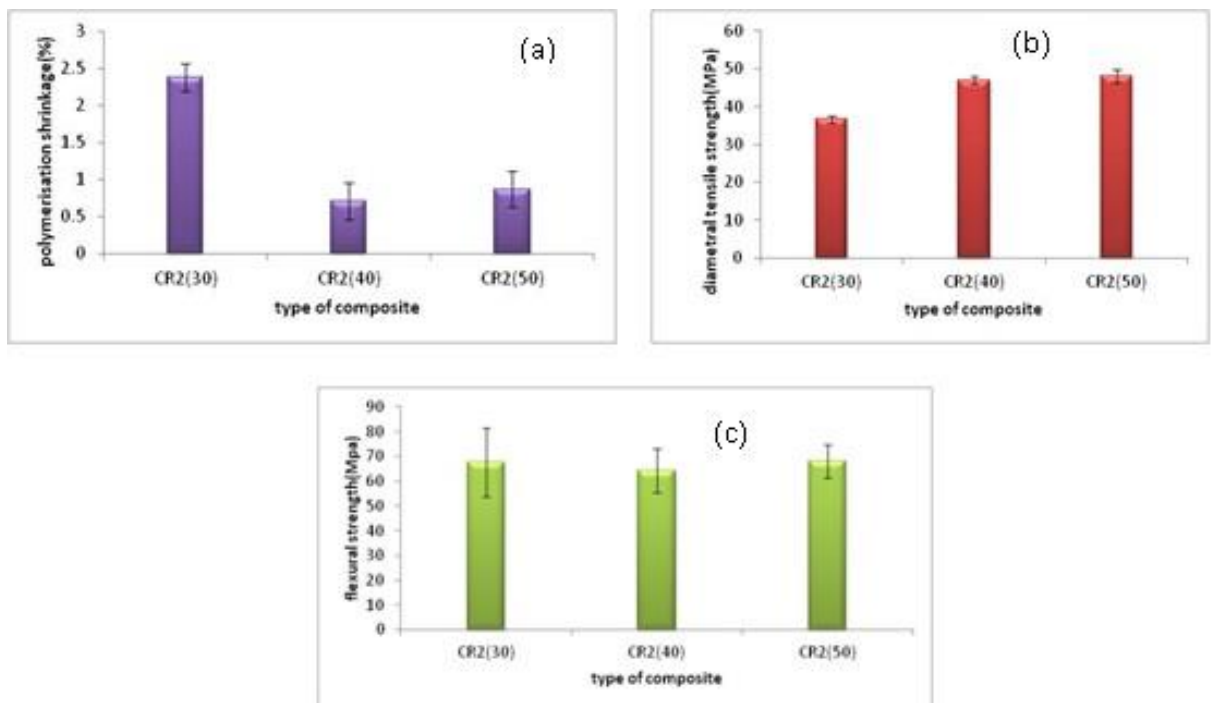 (a)
polymerisation shrinkage(%)
3
2.5
2
1.5
1
0.5
0
CR2(30) CR2(40) CR2(50)
type of composite
(b)
diametral tensile strength(MPa)
60
50
40
30
20
10
0
CR2(30) CR2(40) CR2(50)
type of composite
(c)
flexural strength(Mpa)
90
80
70
60
50
40
30
20
10
0
CR2(30) CR2(40) CR2(50)
type of composite